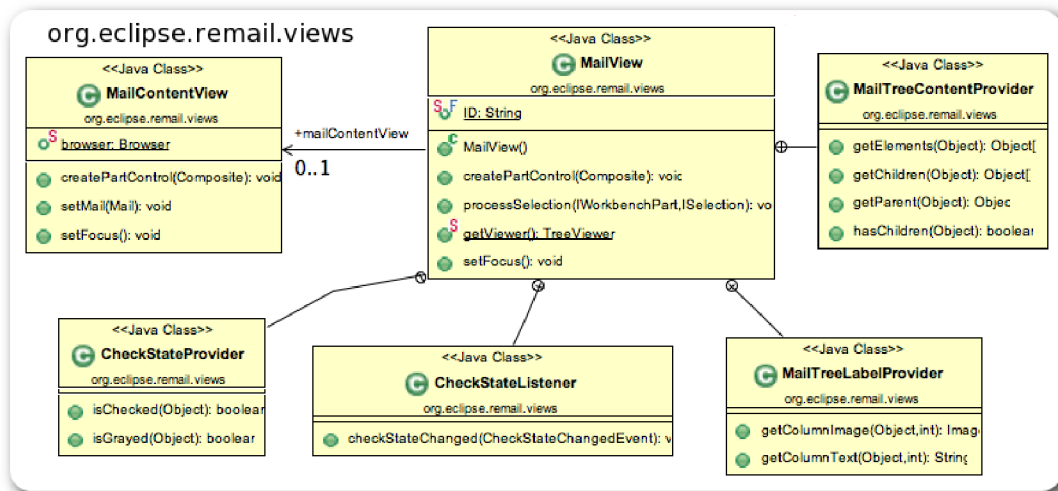 org.eclipse.remail.views
<<Java Class>>
MailContentView
org.eclipse.remail.views
browser: Browser
createPartControl(Composite): void
setMail(Mail): void
setFocus(): void
+mailContentView
0..1
<<Java Class>>
MailView
org.eclipse.remail.views
ID: String
MailView()
createPartControl(Composite): voic
processSelection(IWorkbenchPart,ISelection): vo
getViewer(): TreeViewer
setFocus(): void
<<Java Class>>
MailTreeContentProvider
org.eclipse.remail.views
getElements(Object): Object[
getChildren(Object): Object[
getParent(Object): Objec
hasChildren(Object): boolear
<<Java Class>>
CheckStateProvider
org.eclipse.remail.views
isChecked(Object): boolear
isGrayed(Object): boolear
<<Java Class>>
CheckStateListener
org.eclipse.remail.views
checkStateChanged(CheckStateChangedEvent): v
<<Java Class>>
MailTreeLabelProvider
org.eclipse.remail.views
getColumnImage(Object,int): Imag
getColumnText(Object,int): String